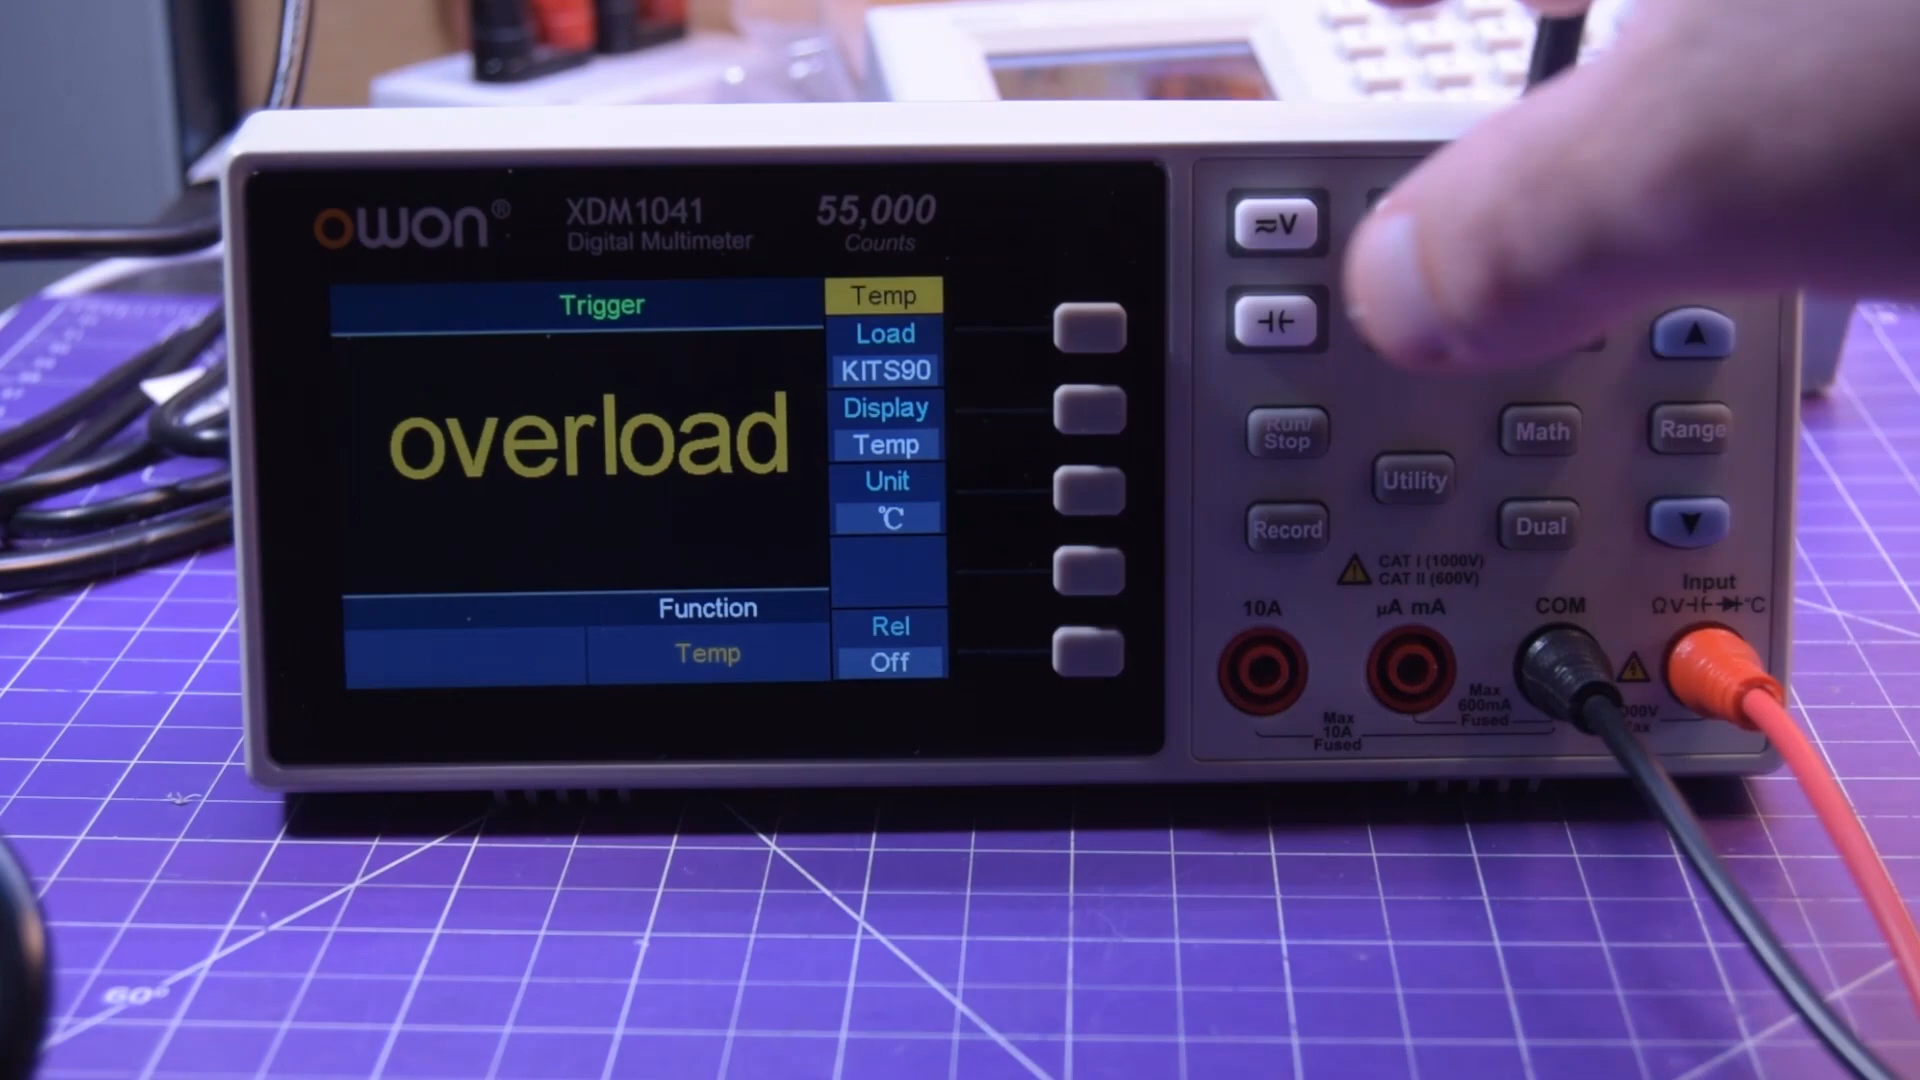 owon®
XDM1041
Digital Multimeter
55,000
Counts
Trigger
overload
Function
Temp
Temp
Load
KITS90
Display
Temp
Unit
℃
Rel
Off
V
Run/
Stop
Utility
Math
Range
Record
Dual
CAT I (1000V)
CAT II (600V)
10A
µA mA
COM
Input
ΩV
°C
Max
10A
Fused
Max
600mA
Fused
60°